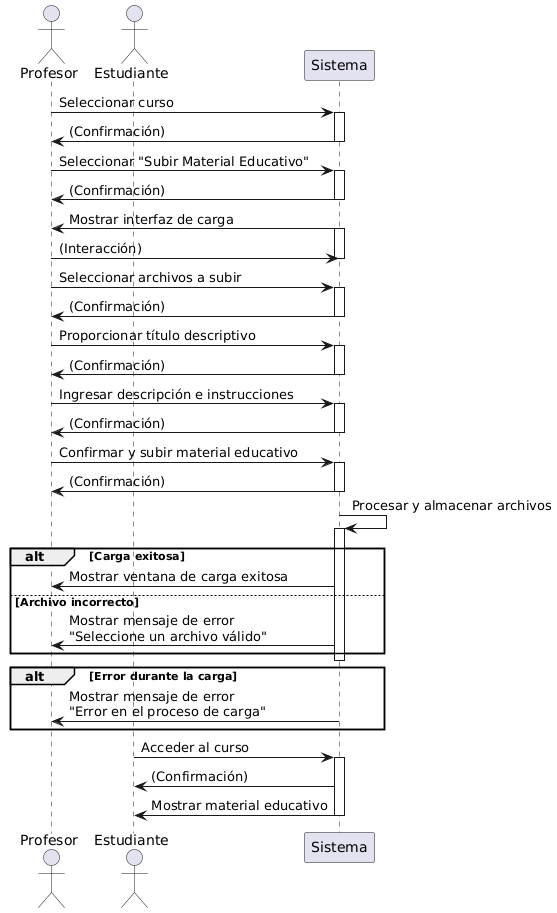 Profesor
Estudiante
Sistema
Seleccionar curso
(Confirmación)
Seleccionar "Subir Material Educativo"
(Confirmación)
Mostrar interfaz de carga
(Interacción)
Seleccionar archivos a subir
(Confirmación)
Proporcionar título descriptivo
(Confirmación)
Ingresar descripción e instrucciones
(Confirmación)
Confirmar y subir material educativo
(Confirmación)
Procesar y almacenar archivos
alt [Carga exitosa]
Mostrar ventana de carga exitosa
[Archivo incorrecto]
Mostrar mensaje de error
"Seleccione un archivo válido"
alt [Error durante la carga]
Mostrar mensaje de error
"Error en el proceso de carga"
Acceder al curso
(Confirmación)
Mostrar material educativo
Profesor
Estudiante
Sistema